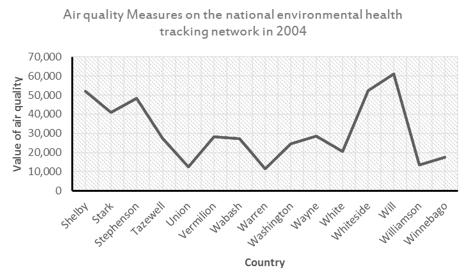 Air quality Measures on the national environmental health
tracking network in 2004
70,000
60,000
50,000
40,000
30,000
20,000
10,000
0
Value of air quality
Shelby
Stark
Stephenson
Tazewell
Union
Vermilion
Wabash
Warren
Washington
Wayne
White
Whiteside
Will
Williamson
Winnebago
Country